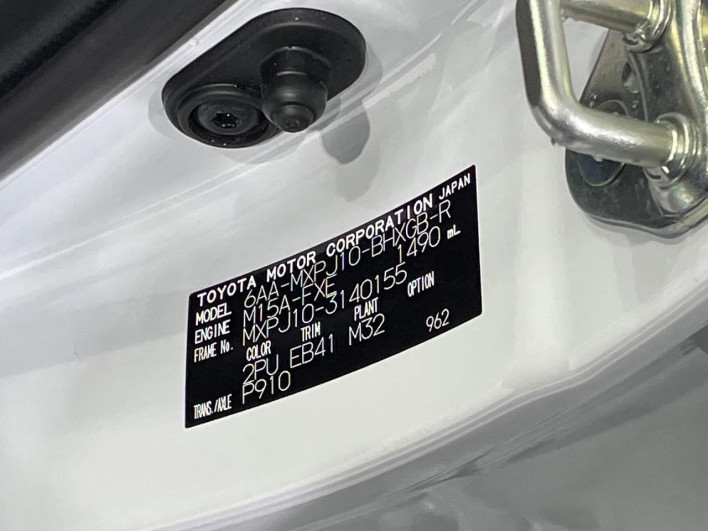 TOYOTA MOTOR CORPORATION JAPAN
MODEL 6AA-MXPJ10-BHXGB-R
ENGINE M15A-FXE 1490 mL
FRAME No. MXPJ10-3140155
COLOR TRIM PLANT OPTION
2PU EB41 M32 962
TRANS./AXLE P910